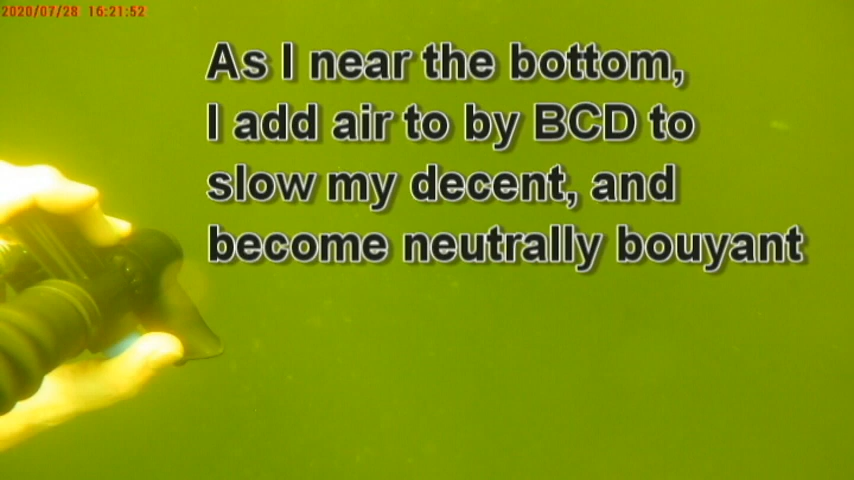 2020/07/28 16:21:52
As I near the bottom,
I add air to by BCD to
slow my decent, and
become neutrally bouyant